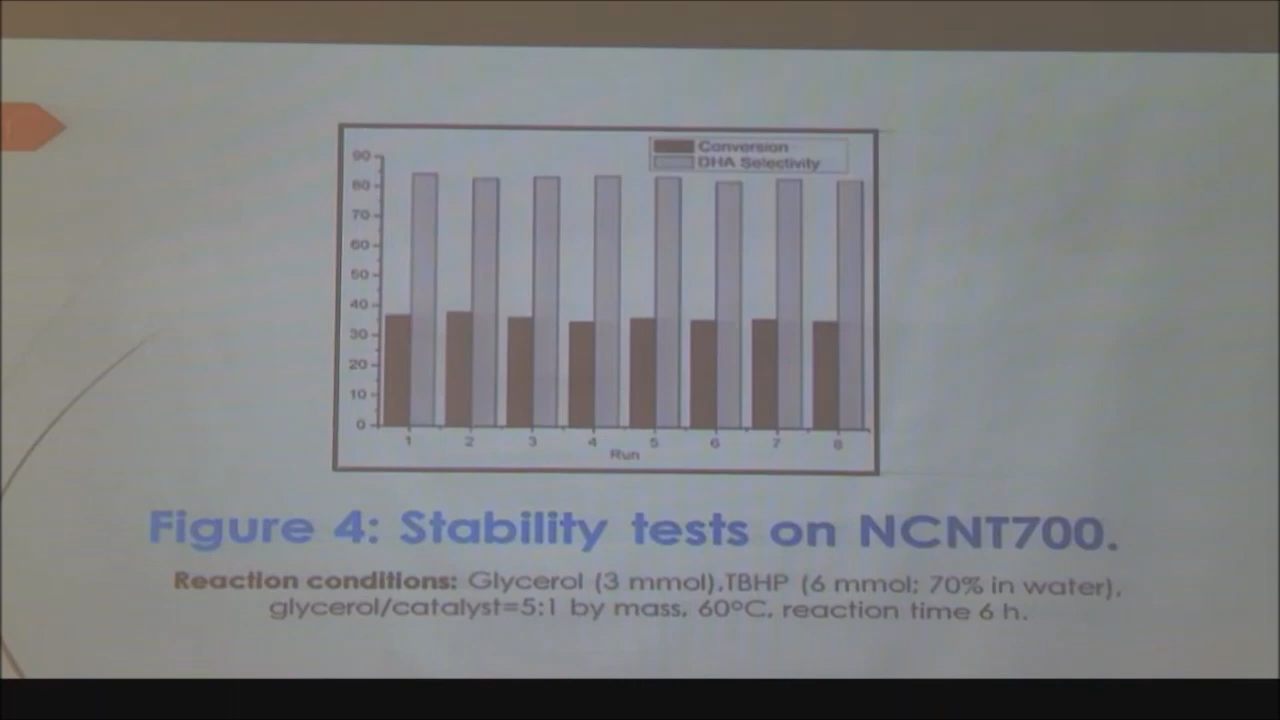 Conversion
DHA Selectivity
90
80
70
60
50
40
30
20
10
0
1 2 3 4 5 6 7 8
Run
Figure 4: Stability tests on NCNT700.
Reaction conditions: Glycerol (3 mmol),TBHP (6 mmol; 70% in water),
glycerol/catalyst=5:1 by mass, 60°C, reaction time 6 h.